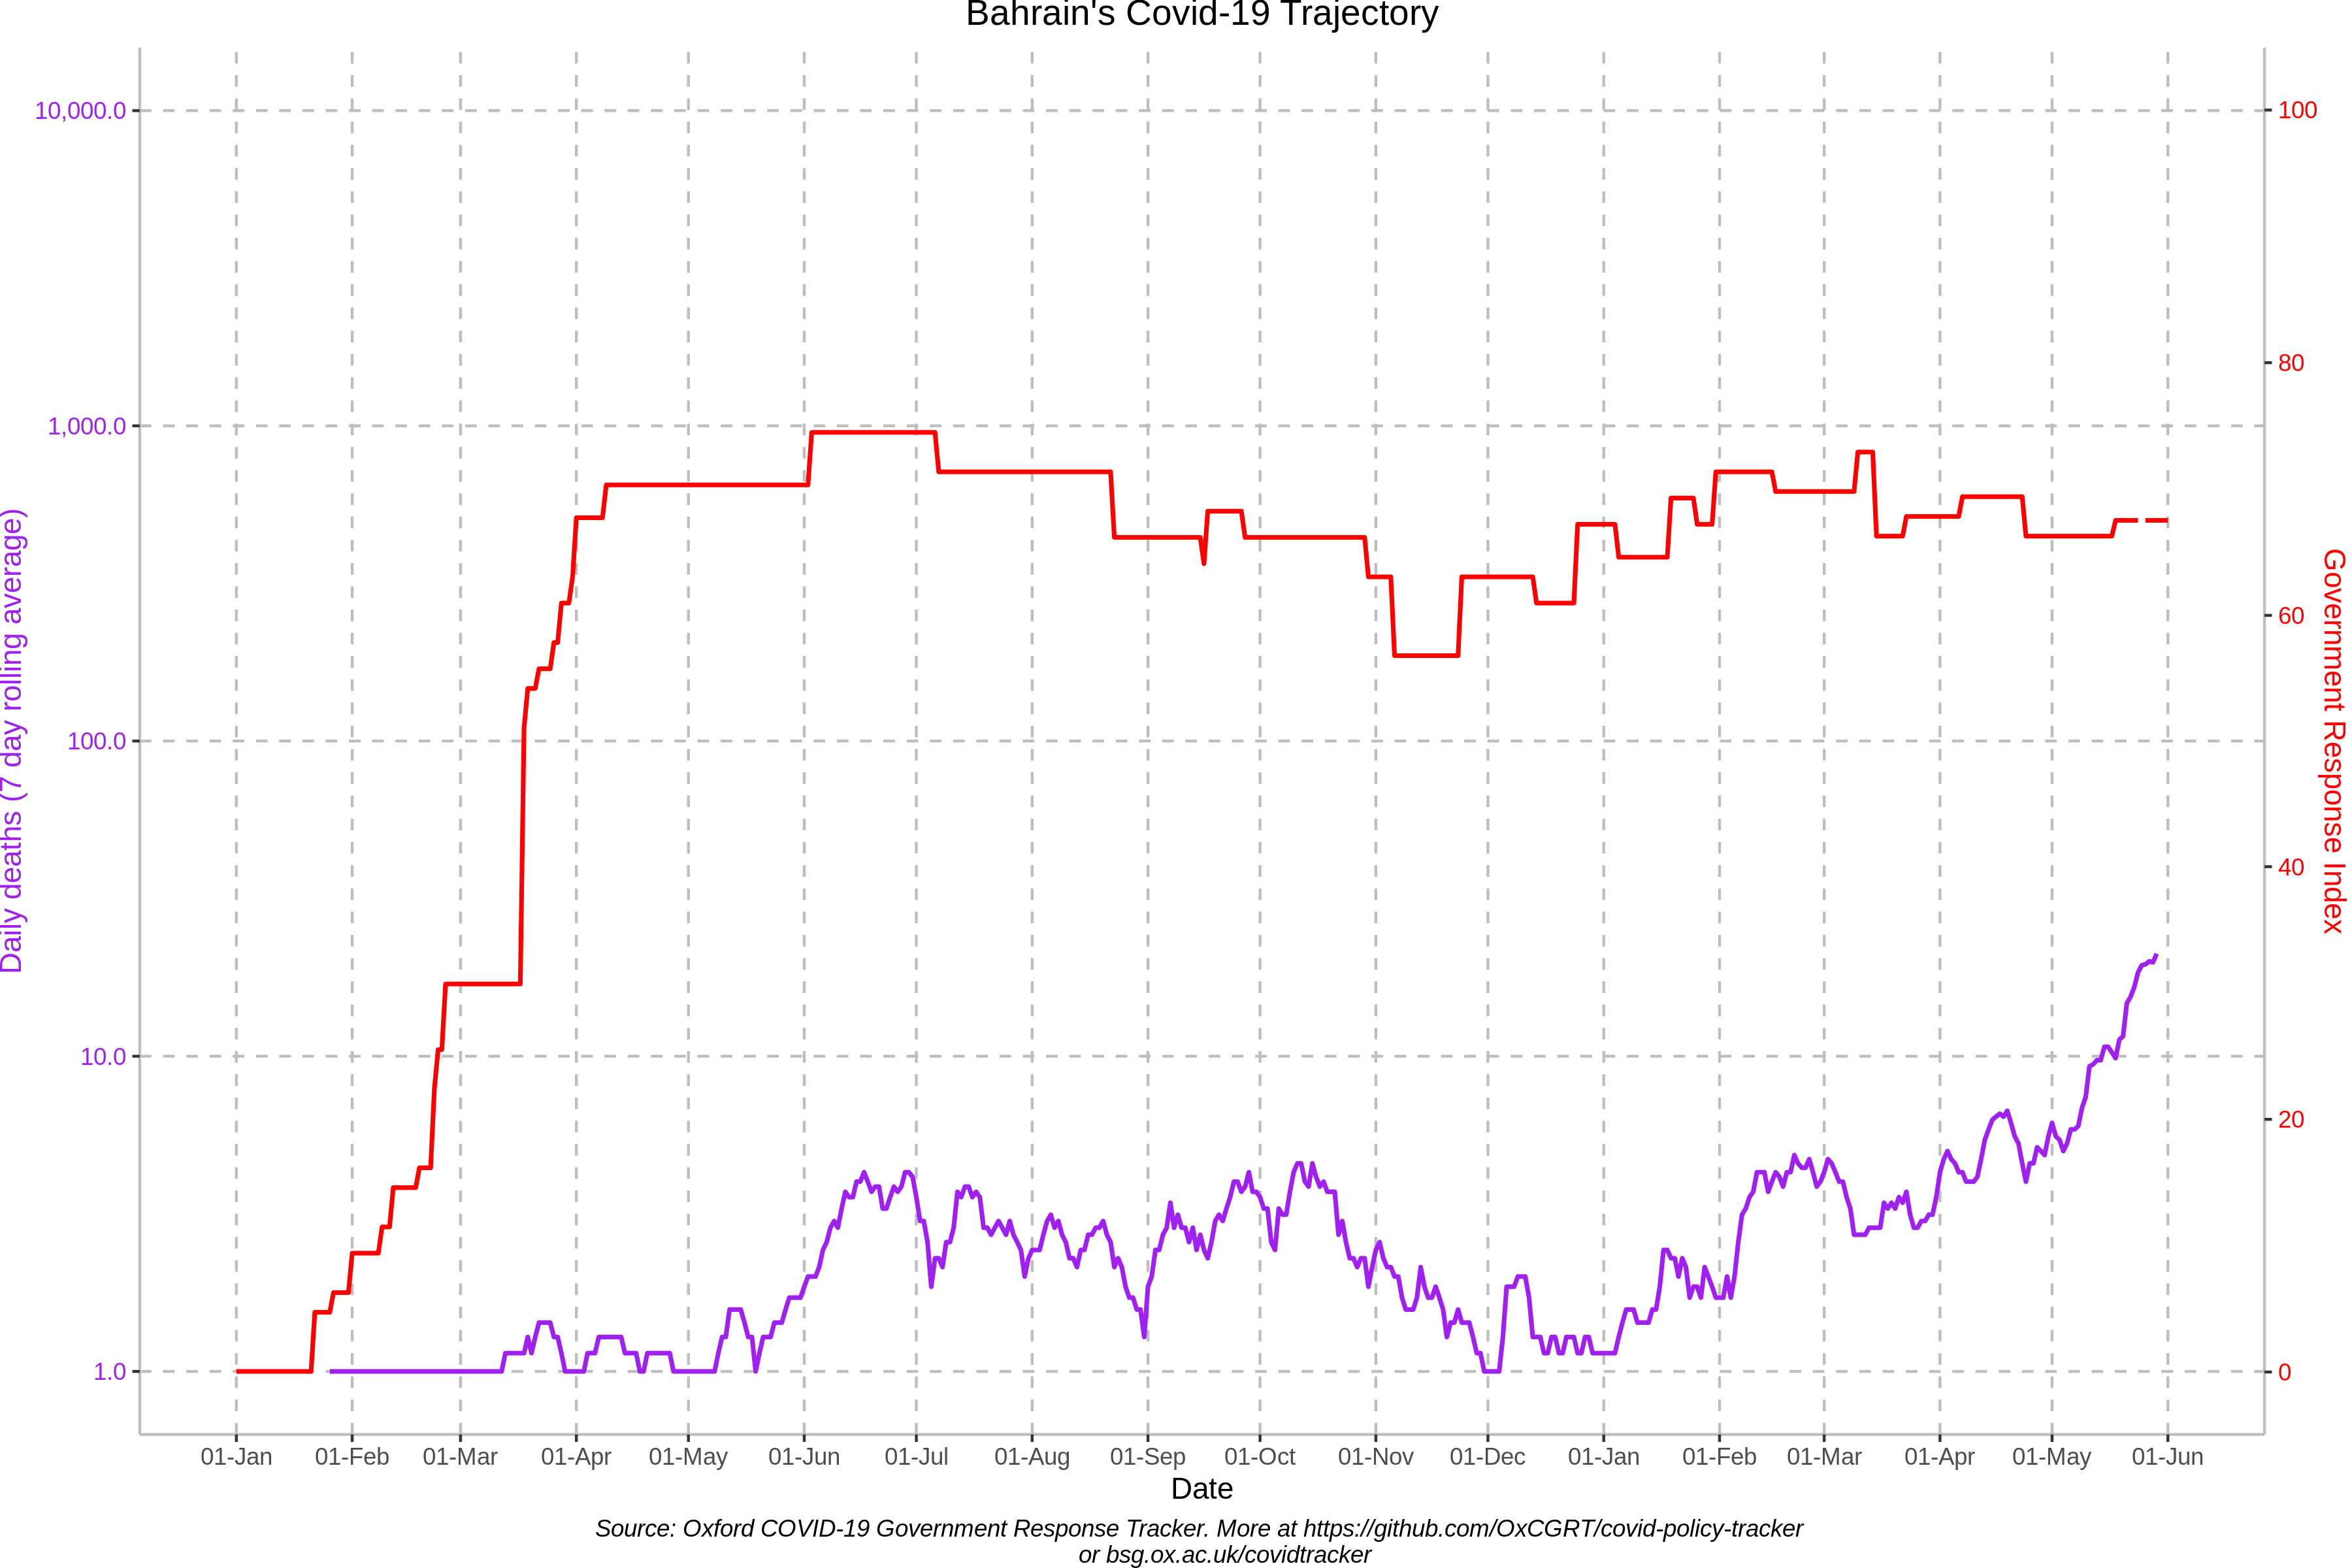 Bahrain's Covid-19 Trajectory
10,000.0
1,000.0
100.0
10.0
1.0
Daily deaths (7 day rolling average)
100
80
60
40
20
0
Government Response Index
01-Jan 01-Feb 01-Mar 01-Apr 01-May 01-Jun 01-Jul 01-Aug 01-Sep 01-Oct 01-Nov 01-Dec 01-Jan 01-Feb 01-Mar 01-Apr 01-May 01-Jun
Date
Source: Oxford COVID-19 Government Response Tracker. More at https://github.com/OxCGRT/covid-policy-tracker
or bsg.ox.ac.uk/covidtracker